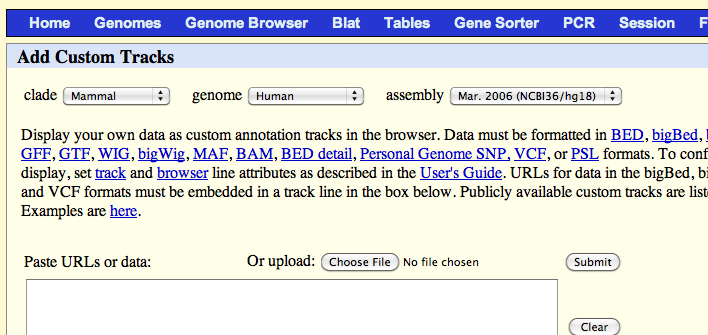 Home Genomes Genome Browser Blat Tables Gene Sorter PCR Session
Add Custom Tracks
clade Mammal genome Human assembly Mar. 2006 (NCBI36/hg18)
Display your own data as custom annotation tracks in the browser. Data must be formatted in BED, bigBed,
GFF, GTF, WIG, bigWig, MAF, BAM, BED detail, Personal Genome SNP, VCF, or PSL formats. To conf
display, set track and browser line attributes as described in the User's Guide. URLs for data in the bigBed, bi
and VCF formats must be embedded in a track line in the box below. Publicly available custom tracks are liste
Examples are here.
Paste URLs or data: Or upload: Choose File No file chosen Submit
Clear